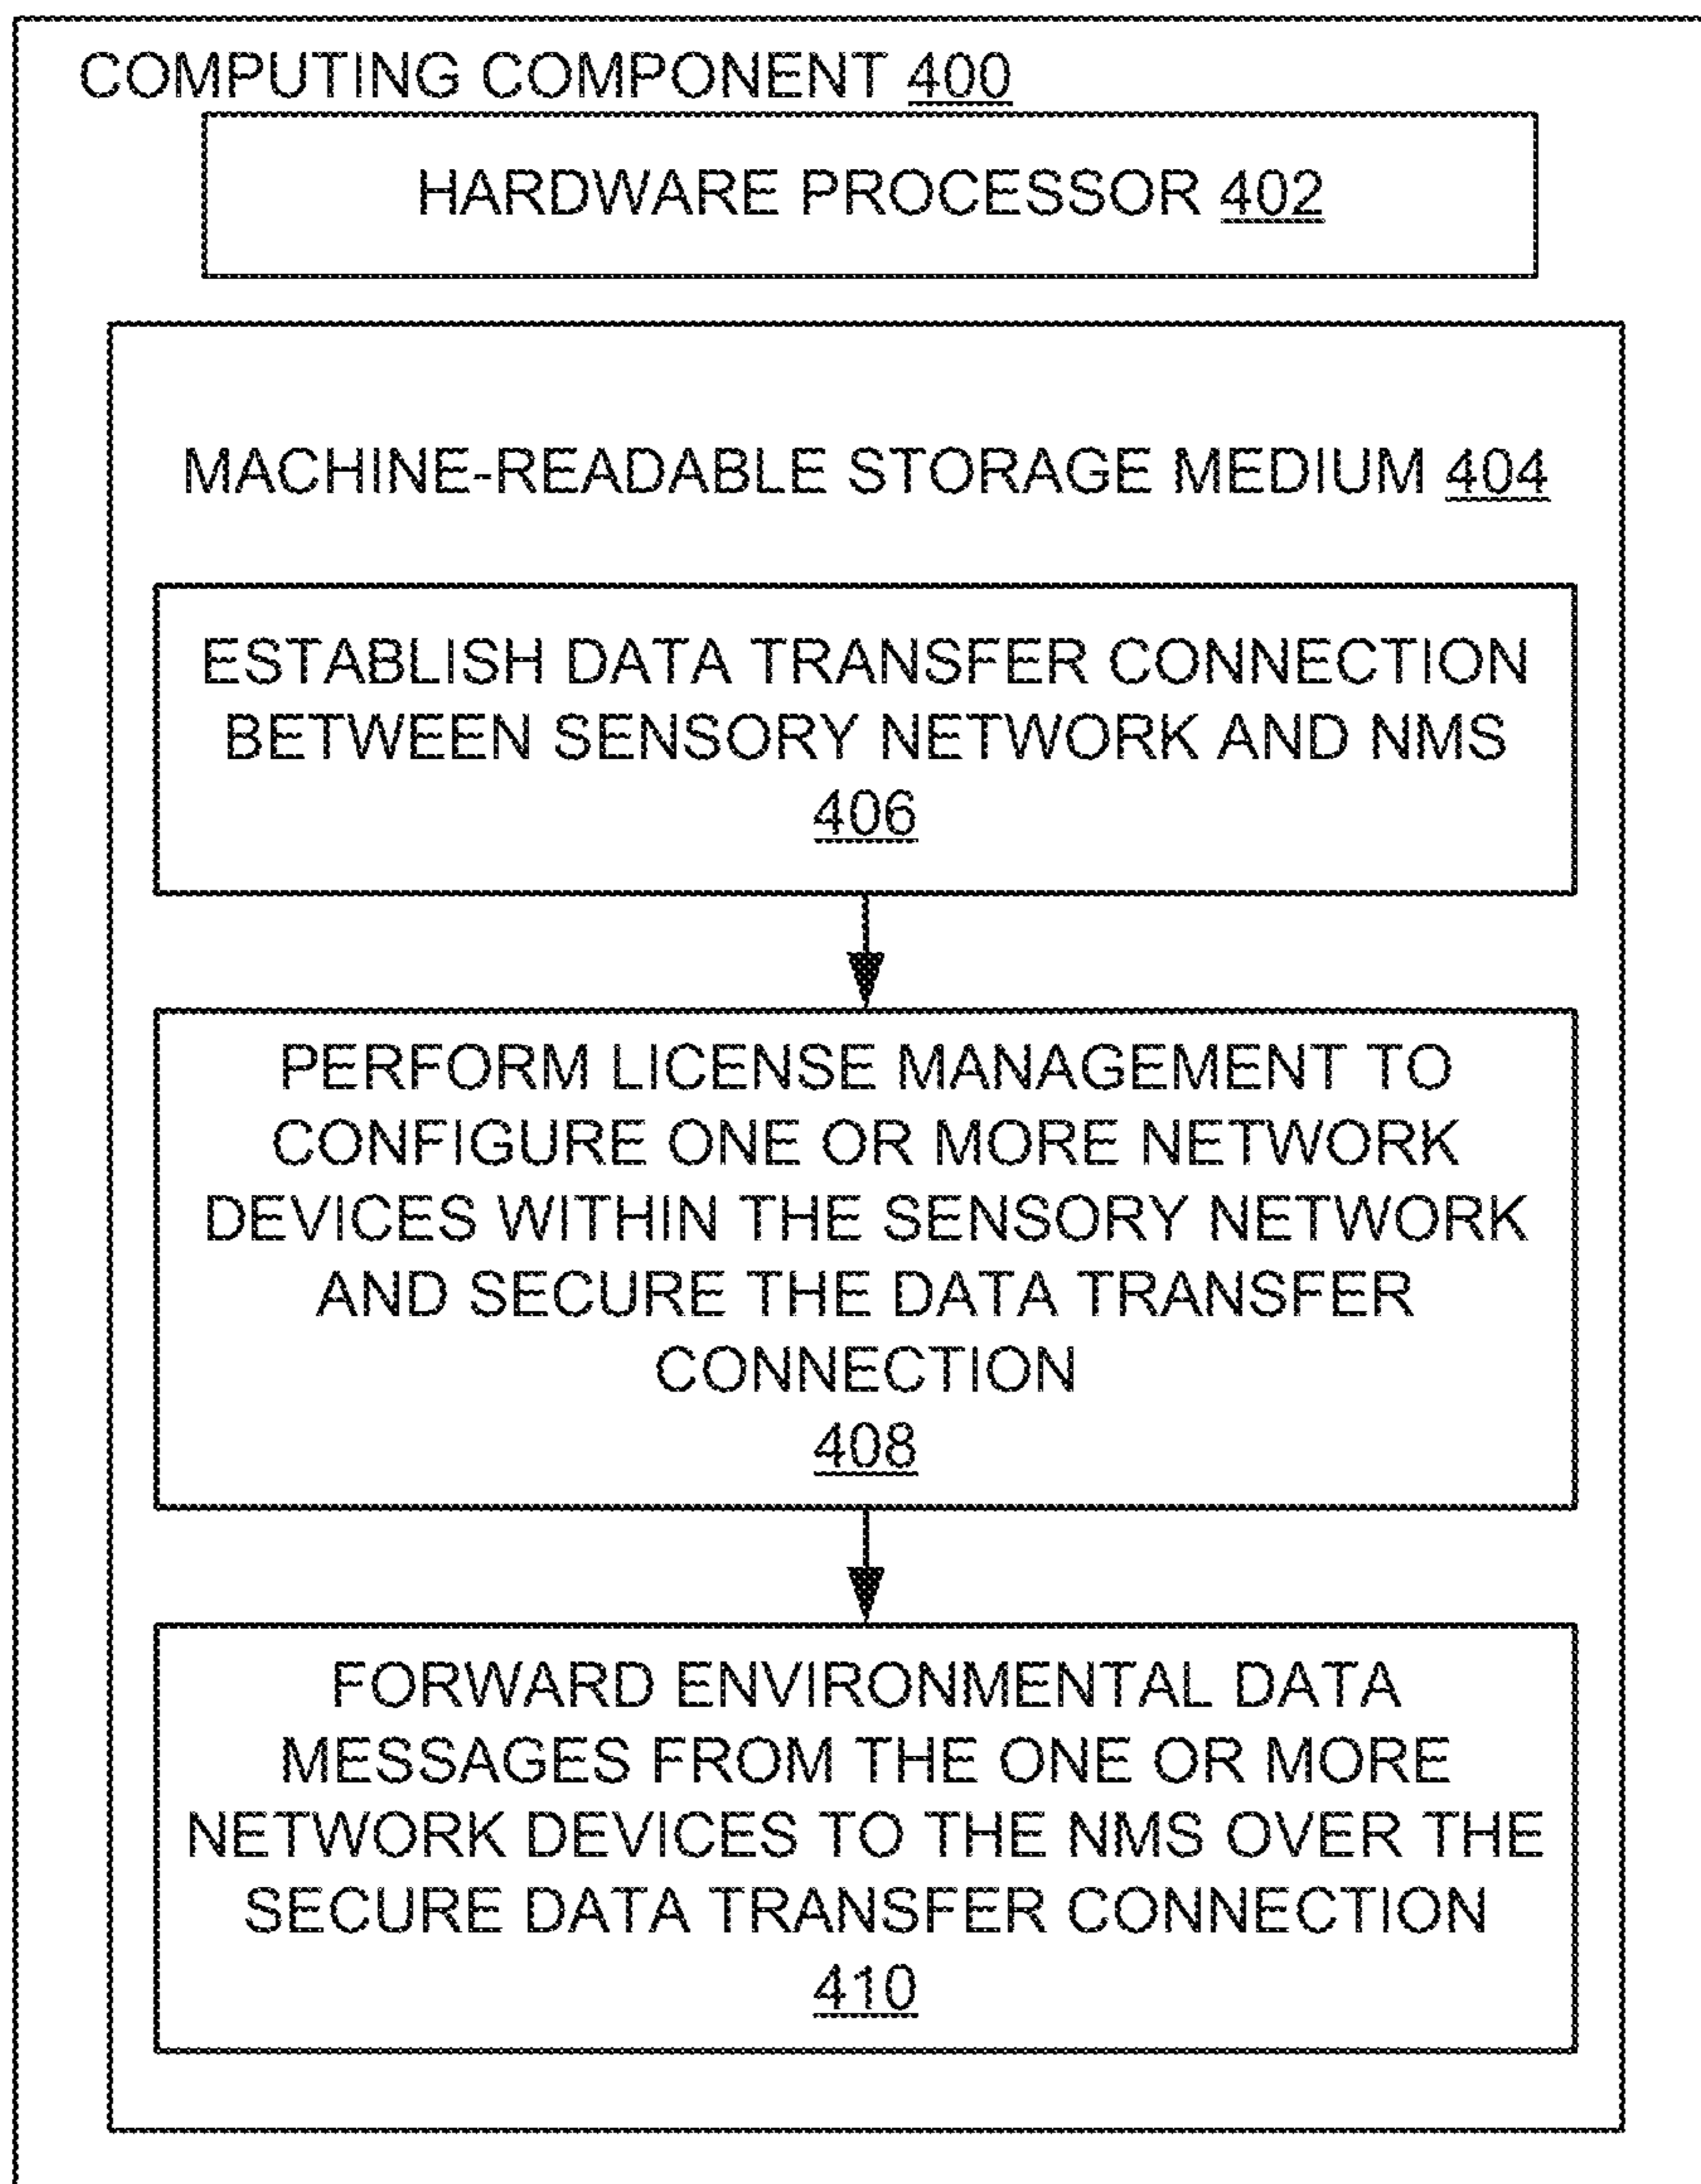 COMPUTING COMPONENT 400
HARDWARE PROCESSOR 402
MACHINE-READABLE STORAGE MEDIUM 404
ESTABLISH DATA TRANSFER CONNECTION
BETWEEN SENSORY NETWORK AND NMS
406
PERFORM LICENSE MANAGEMENT TO
CONFIGURE ONE OR MORE NETWORK
DEVICES WITHIN THE SENSORY NETWORK
AND SECURE THE DATA TRANSFER
CONNECTION
408
FORWARD ENVIRONMENTAL DATA
MESSAGES FROM THE ONE OR MORE
NETWORK DEVICES TO THE NMS OVER THE
SECURE DATA TRANSFER CONNECTION
410